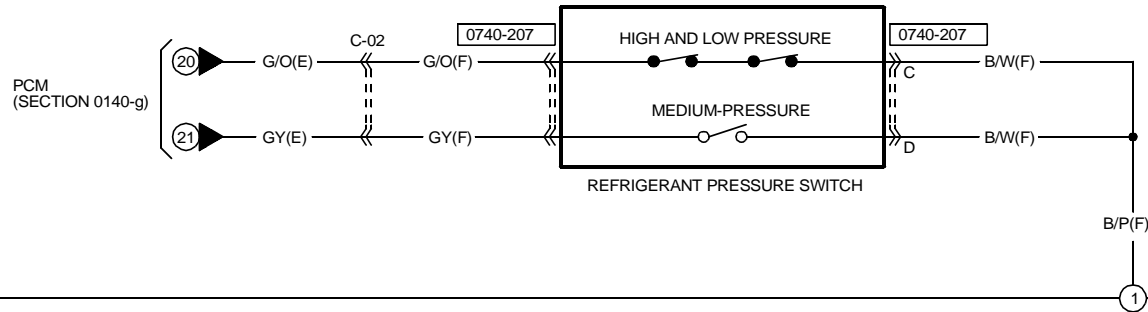 C-02
0740-207
HIGH AND LOW PRESSURE
0740-207
20
G/O(E)
G/O(F)
C
B/W(F)
PCM
(SECTION 0140-g)
MEDIUM-PRESSURE
21
GY(E)
GY(F)
D
B/W(F)
REFRIGERANT PRESSURE SWITCH
B/P(F)
1